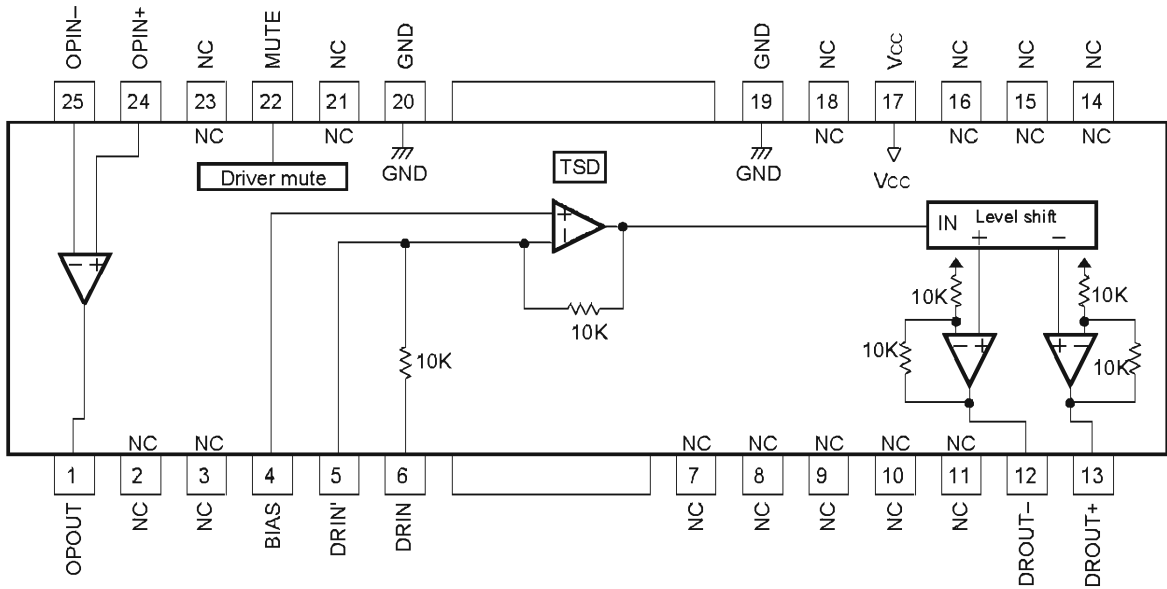 OPIN− OPIN+ NC MUTE NC GND GND NC Vcc NC NC NC
25 24 23 22 21 20 19 18 17 16 15 14
NC NC NC NC NC NC
GND GND Vcc
Driver mute
TSD
+ −
IN Level shift
+ −
− +
10K 10K
10K
10K
10K 10K
− + + −
NC NC NC NC NC NC NC
1 2 3 4 5 6 7 8 9 10 11 12 13
OPOUT NC NC BIAS DRIN' DRIN NC NC NC NC NC DROUT− DROUT+